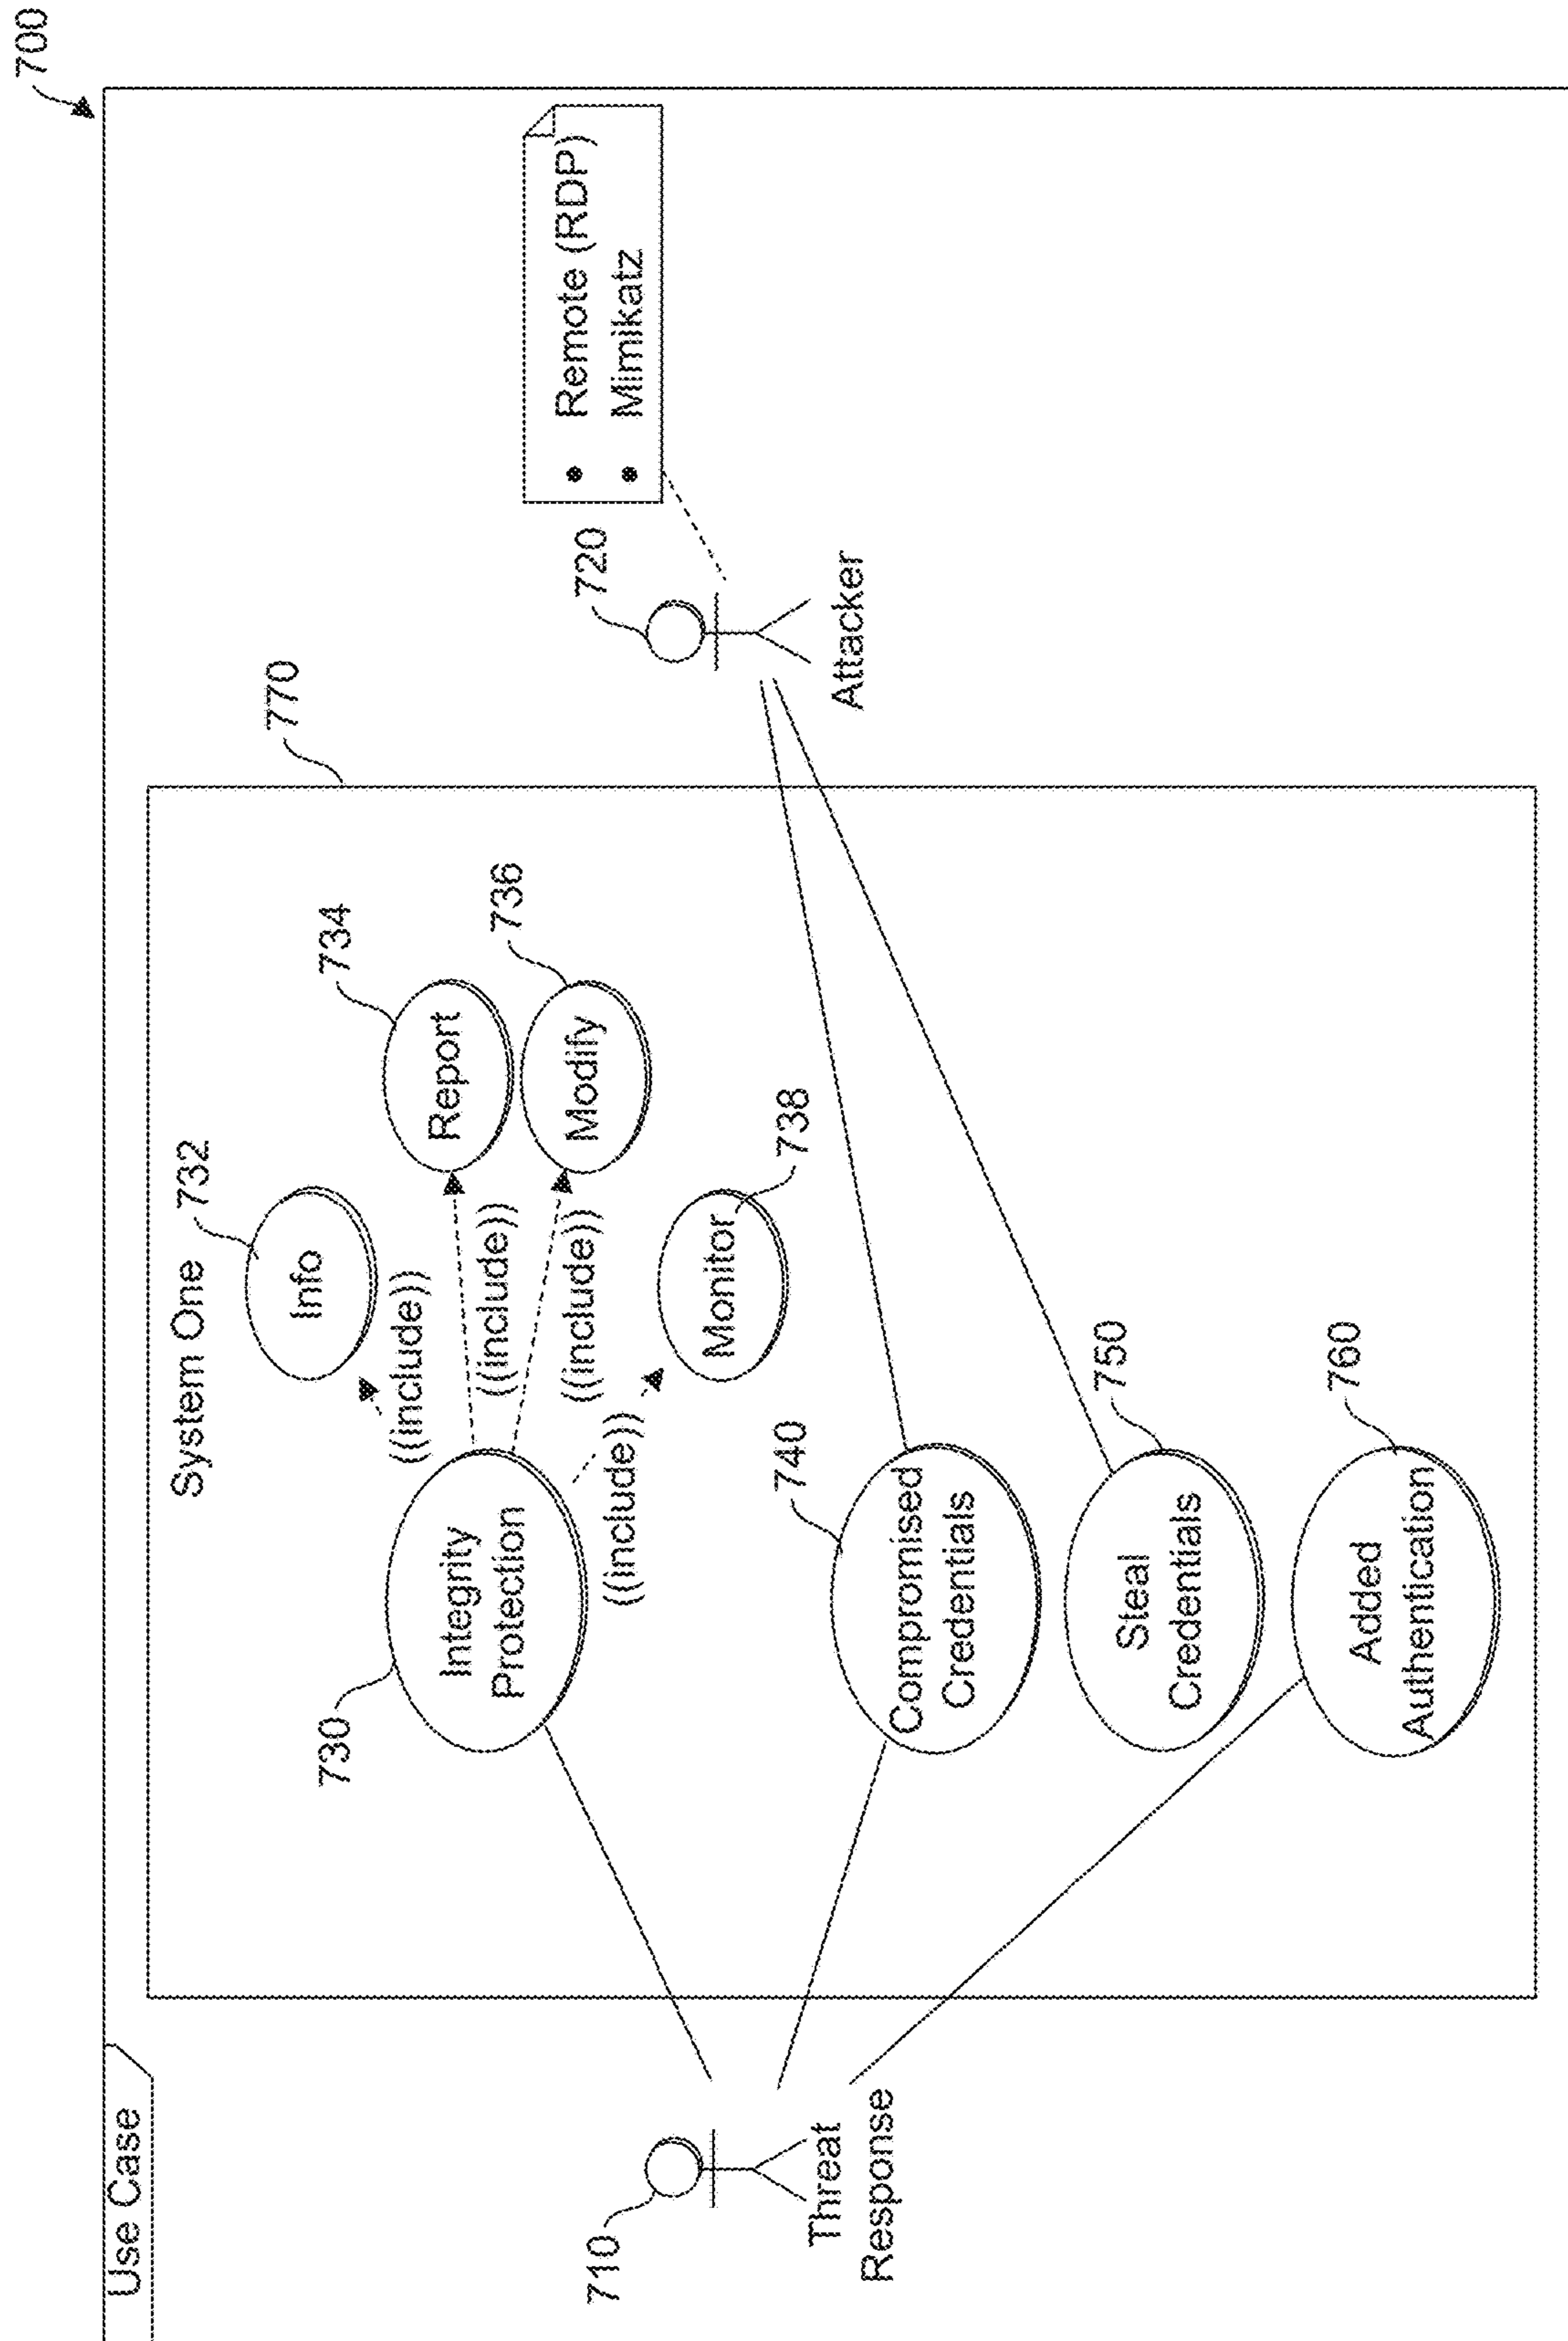 700
Use Case
System One
770
732
Info
734
Report
736
Modify
738
Monitor
((include))
((include))
((include))
((include))
730
Integrity
Protection
740
Compromised
Credentials
750
Steal
Credentials
760
Added
Authentication
710
Threat
Response
720
Attacker
• Remote (RDP)
• Mimikatz